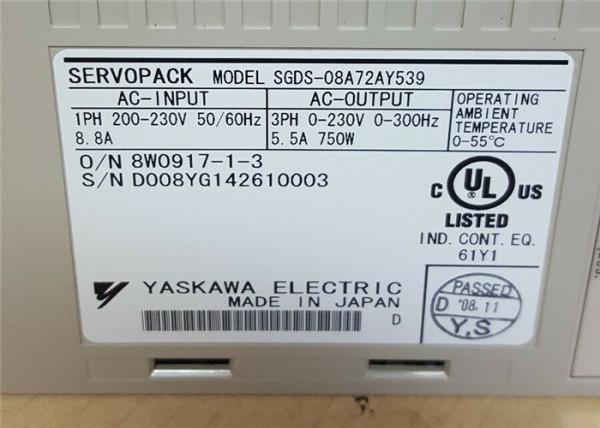 SERVOPACK MODEL SGDS-08A72AY539
AC-INPUT
1PH 200-230V 50/60Hz
8.8A
AC-OUTPUT
3PH 0-230V 0-300Hz
5.5A 750W
OPERATING
AMBIENT
TEMPERATURE
0-55℃
O/N 8W0917-1-3
S/N D008YG142610003
C UL US
LISTED
IND. CONT. EQ.
61Y1
YASKAWA ELECTRIC
MADE IN JAPAN
D
PASSED
D '08.11
Y,S